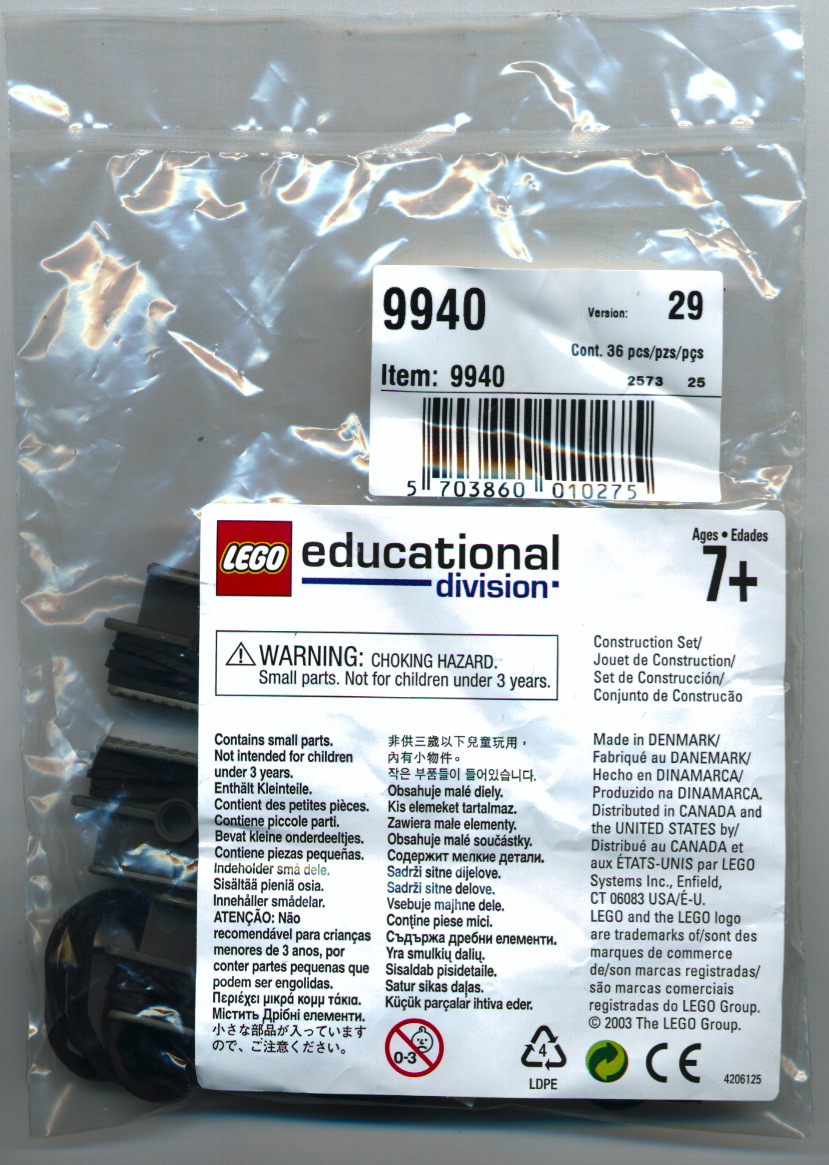 9940
Version: 29
Cont. 36 pcs/pzs/pçs
Item: 9940
2573 25
5 703860 010275
LEGO educational
division
Ages • Edades
7+
WARNING: CHOKING HAZARD.
Small parts. Not for children under 3 years.
Construction Set/
Jouet de Construction/
Set de Construcción/
Conjunto de Construcão
Contains small parts.
Not intended for children
under 3 years.
Enthält Kleinteile.
Contient des petites pièces.
Contiene piccole parti.
Bevat kleine onderdeeltjes.
Contiene piezas pequeñas.
Indeholder små dele.
Sisältää pieniä osia.
Innehåller smådelar.
ATENÇÃO: Não
recomendável para crianças
menores de 3 anos, por
conter partes pequenas que
podem ser engolidas.
Περιέχει μικρά κομμ τάκια.
Містить Дрібні елементи.
小さな部品が入っています
ので、ご注意ください。
非供三歲以下兒童玩用，
內有小物件。
작은 부품들이 들어있습니다.
Obsahuje malé diely.
Kis elemeket tartalmaz.
Zawiera małe elementy.
Obsahuje malé součástky.
Содержит мелкие детали.
Sadrži sitne dijelove.
Sadrži sitne delove.
Vsebuje majhne dele.
Conţine piese mici.
Съдържа дребни елементи.
Yra smulkių dalių.
Sisaldab pisidetaile.
Satur sīkas daļas.
Küçük parçalar ihtiva eder.
0-3
4
LDPE
Made in DENMARK/
Fabriqué au DANEMARK/
Hecho en DINAMARCA/
Produzido na DINAMARCA.
Distributed in CANADA and
the UNITED STATES by/
Distribué au CANADA et
aux ÉTATS-UNIS par LEGO
Systems Inc., Enfield,
CT 06083 USA/É-U.
LEGO and the LEGO logo
are trademarks of/sont des
marques de commerce
de/son marcas registradas/
são marcas comerciais
registradas do LEGO Group.
© 2003 The LEGO Group.
CE
4206125